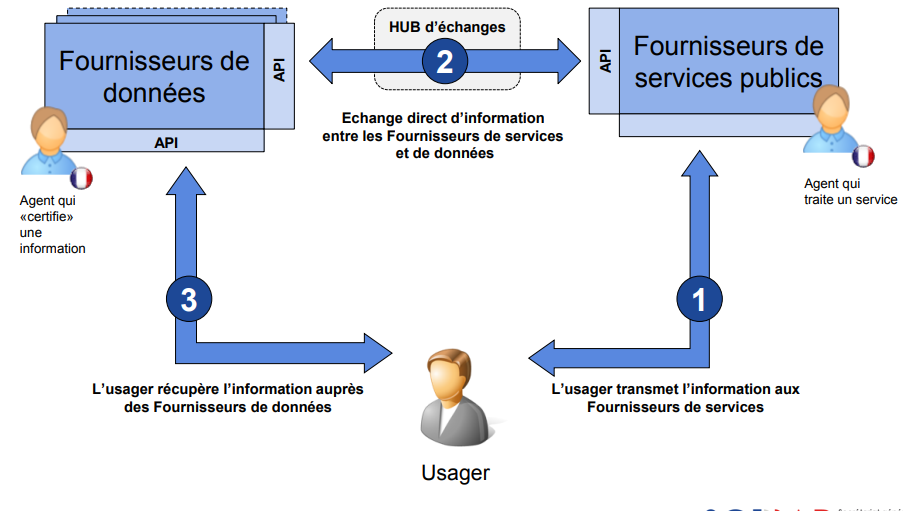 HUB d'échanges
Fournisseurs de
données
API
API
2
API
Fournisseurs de
services publics
Echange direct d'information
entre les Fournisseurs de services
et de données
Agent qui
«certifie»
une
information
Agent qui
traite un service
3
1
L'usager récupère l'information auprès
des Fournisseurs de données
L'usager transmet l'information aux
Fournisseurs de services
Usager